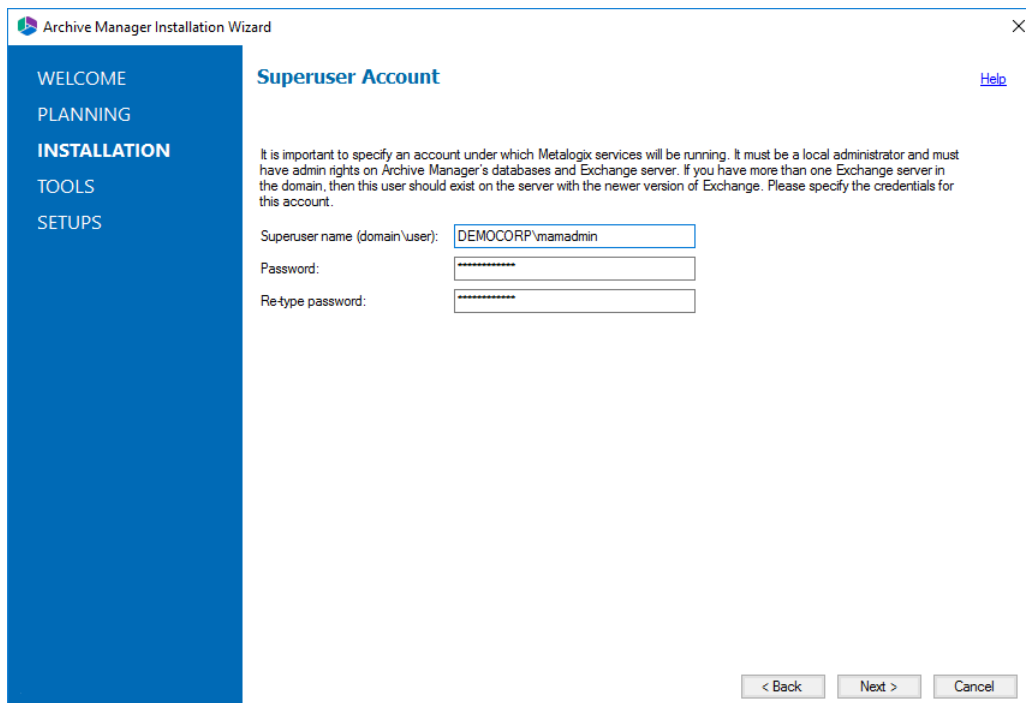 Archive Manager Installation Wizard
WELCOME
PLANNING
INSTALLATION
TOOLS
SETUPS
Superuser Account
Help
It is important to specify an account under which Metalogix services will be running. It must be a local administrator and must
have admin rights on Archive Manager's databases and Exchange server. If you have more than one Exchange server in
the domain, then this user should exist on the server with the newer version of Exchange. Please specify the credentials for
this account.
Superuser name (domain\user): DEMOCORP\mamadmin
Password: ************
Re-type password: ************
< Back Next > Cancel